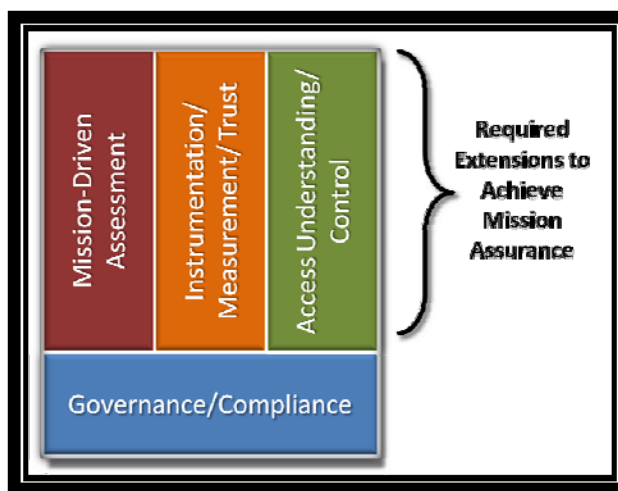 Mission-Driven
Assessment
Instrumentation/
Measurement/ Trust
Access Understanding/
Control
Required
Extensions to
Achieve
Mission
Assurance
Governance/Compliance